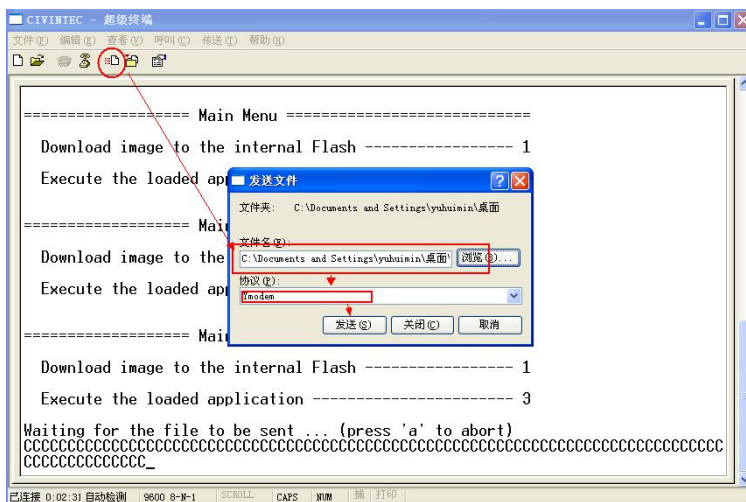 CIVINTEC - 超级终端
文件(F) 编辑(E) 查看(V) 呼叫(C) 传送(T) 帮助(H)
=================== Main Menu ============================
Download image to the internal Flash ----------------- 1
Execute the loaded app
=================== Mai
Download image to the
Execute the loaded app
=================== Mai
Download image to the internal Flash ----------------- 1
Execute the loaded application ----------------------- 3
Waiting for the file to be sent ... (press 'a' to abort)
CCCCCCCCCCCCCCCCCCCCCCCCCCCCCCCCCCCCCCCCCCCCCCCCCCCCCCCCCCCCCCCCCCCCCCCCCCCCCCCC
CCCCCCCCCCCCCC_
发送文件
文件夹: C:\Documents and Settings\yuhuimin\桌面
文件名(F):
C:\Documents and Settings\yuhuimin\桌面\ 浏览(B)...
协议(P):
Ymodem
发送(S) 关闭(C) 取消
已连接 0:02:31 自动检测 9600 8-N-1 SCROLL CAPS NUM 捕 打印